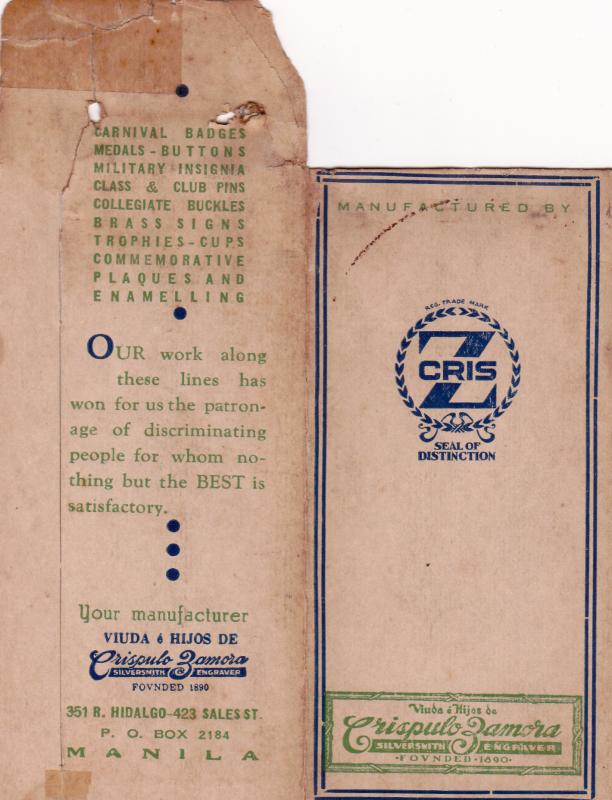 CARNIVAL BADGES
MEDALS - BUTTONS
MILITARY INSIGNIA
CLASS & CLUB PINS
COLLEGIATE BUCKLES
BRASS SIGNS
TROPHIES - CUPS
COMMEMORATIVE
PLAQUES AND
ENAMELLING
OUR work along
these lines has
won for us the patron-
age of discriminating
people for whom no-
thing but the BEST is
satisfactory.
Your manufacturer
VIUDA é HIJOS DE
Crispulo Zamora
SILVERSMITH & ENGRAVER
FOVNDED 1890
351 R. HIDALGO-423 SALES ST.
P. O. BOX 2184
MANILA
MANUFACTURED BY
REG. TRADE MARK
Z
CRIS
SEAL OF
DISTINCTION
Viuda é Hijos de
Crispulo Zamora
SILVERSMITH & ENGRAVER
·FOVNDED·1890·